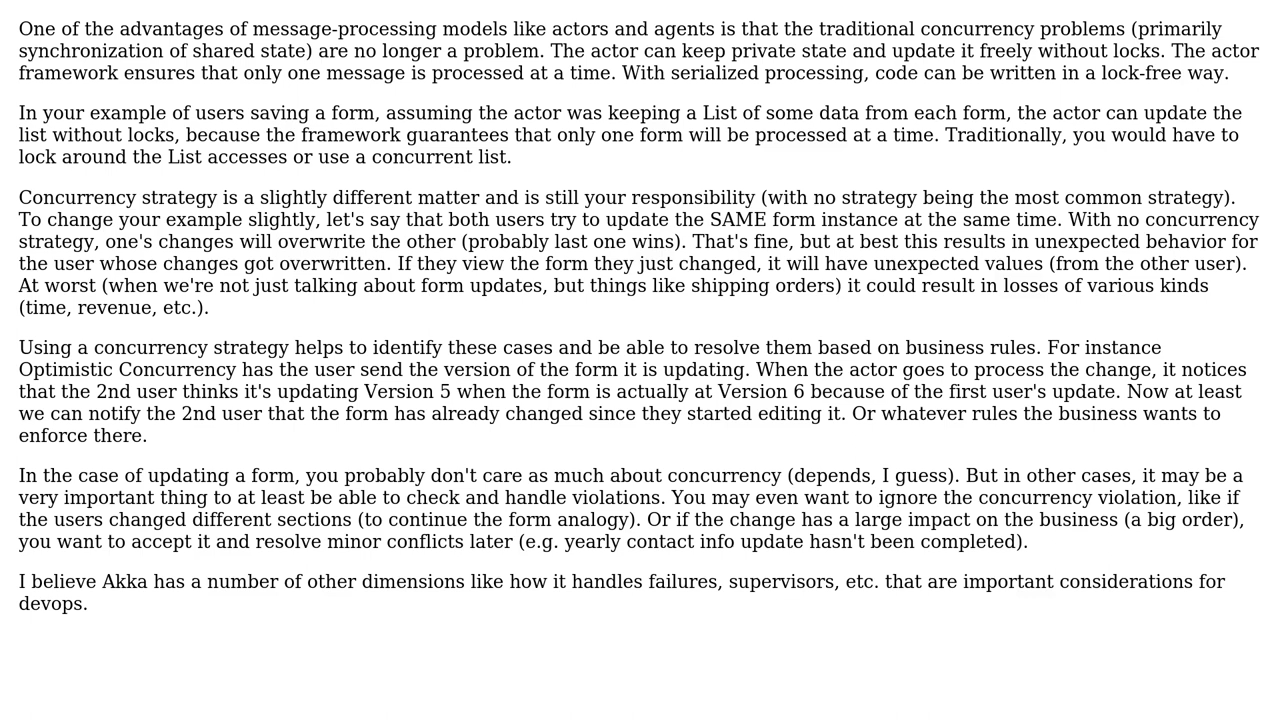 One of the advantages of message-processing models like actors and agents is that the traditional concurrency problems (primarily
synchronization of shared state) are no longer a problem. The actor can keep private state and update it freely without locks. The actor
framework ensures that only one message is processed at a time. With serialized processing, code can be written in a lock-free way.
In your example of users saving a form, assuming the actor was keeping a List of some data from each form, the actor can update the
list without locks, because the framework guarantees that only one form will be processed at a time. Traditionally, you would have to
lock around the List accesses or use a concurrent list.
Concurrency strategy is a slightly different matter and is still your responsibility (with no strategy being the most common strategy).
To change your example slightly, let's say that both users try to update the SAME form instance at the same time. With no concurrency
strategy, one's changes will overwrite the other (probably last one wins). That's fine, but at best this results in unexpected behavior for
the user whose changes got overwritten. If they view the form they just changed, it will have unexpected values (from the other user).
At worst (when we're not just talking about form updates, but things like shipping orders) it could result in losses of various kinds
(time, revenue, etc.).
Using a concurrency strategy helps to identify these cases and be able to resolve them based on business rules. For instance
Optimistic Concurrency has the user send the version of the form it is updating. When the actor goes to process the change, it notices
that the 2nd user thinks it's updating Version 5 when the form is actually at Version 6 because of the first user's update. Now at least
we can notify the 2nd user that the form has already changed since they started editing it. Or whatever rules the business wants to
enforce there.
In the case of updating a form, you probably don't care as much about concurrency (depends, I guess). But in other cases, it may be a
very important thing to at least be able to check and handle violations. You may even want to ignore the concurrency violation, like if
the users changed different sections (to continue the form analogy). Or if the change has a large impact on the business (a big order),
you want to accept it and resolve minor conflicts later (e.g. yearly contact info update hasn't been completed).
I believe Akka has a number of other dimensions like how it handles failures, supervisors, etc. that are important considerations for
devops.